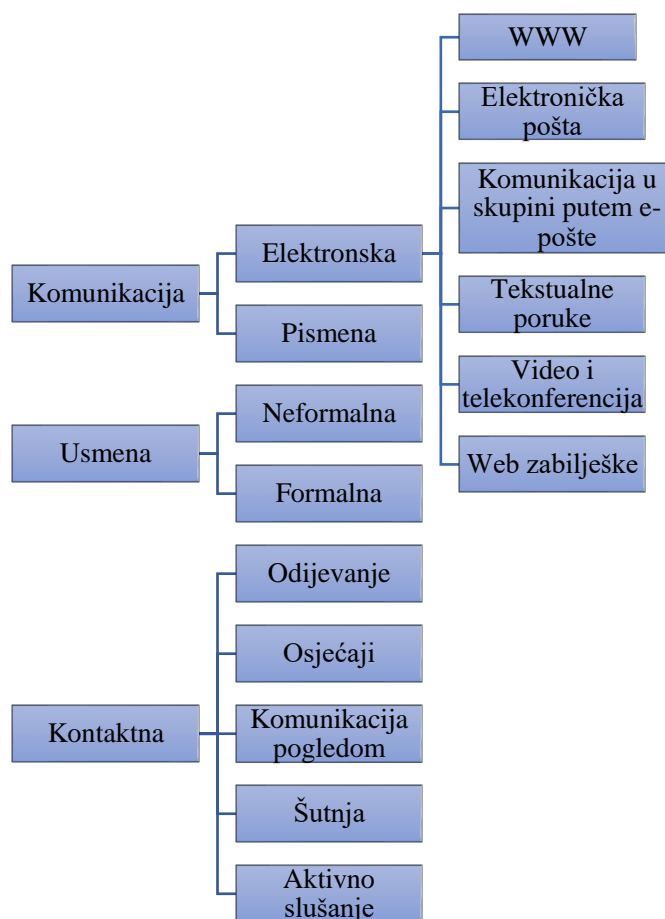 Komunikacija
Elektronska
WWW
Elektronička
pošta
Komunikacija u
skupini putem e-
pošte
Tekstualne
poruke
Video i
telekonferencija
Web zabilješke
Pismena
Usmena
Neformalna
Formalna
Kontaktna
Odijevanje
Osjećaji
Komunikacija
pogledom
Šutnja
Aktivno
slušanje